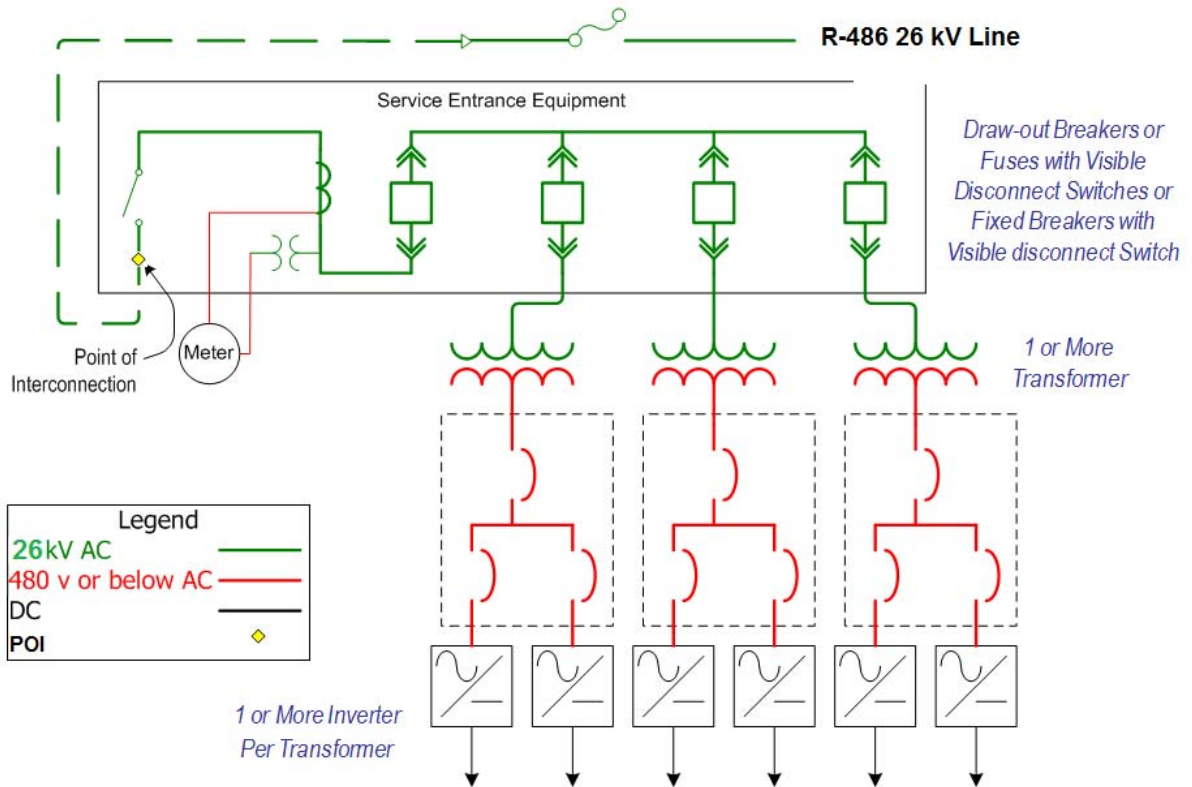 R-486 26 kV Line
Service Entrance Equipment
Draw-out Breakers or
Fuses with Visible
Disconnect Switches or
Fixed Breakers with
Visible disconnect Switch
Point of
Interconnection
Meter
1 or More
Transformer
Legend
26kV AC
480 v or below AC
DC
POI
1 or More Inverter
Per Transformer